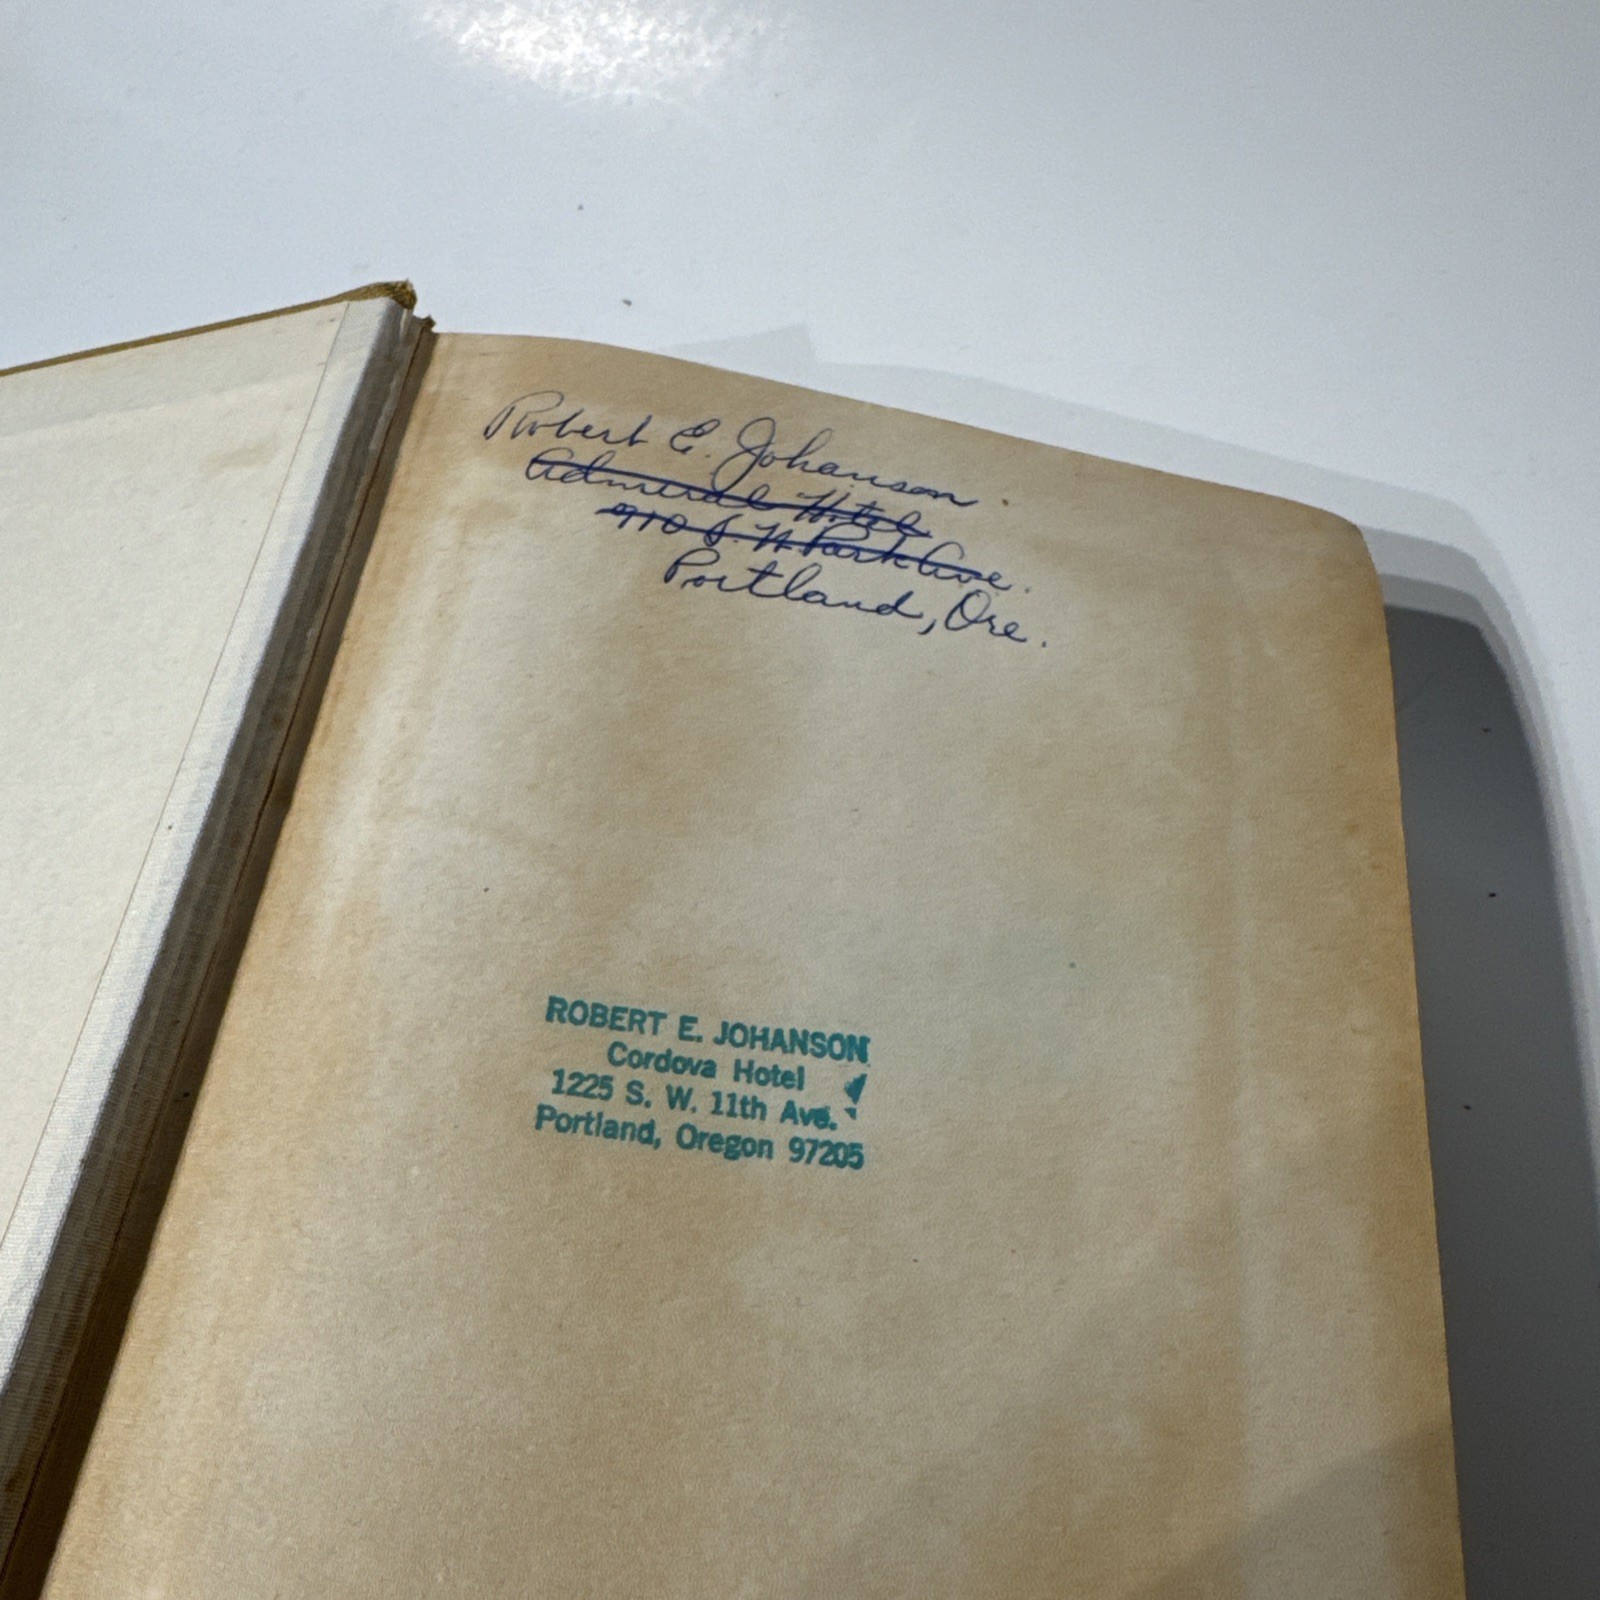 Robert E. Johanson
Admiral Hotel
910 S. W. Park Ave.
Portland, Ore.
ROBERT E. JOHANSON
Cordova Hotel
1225 S. W. 11th Ave.
Portland, Oregon 97205